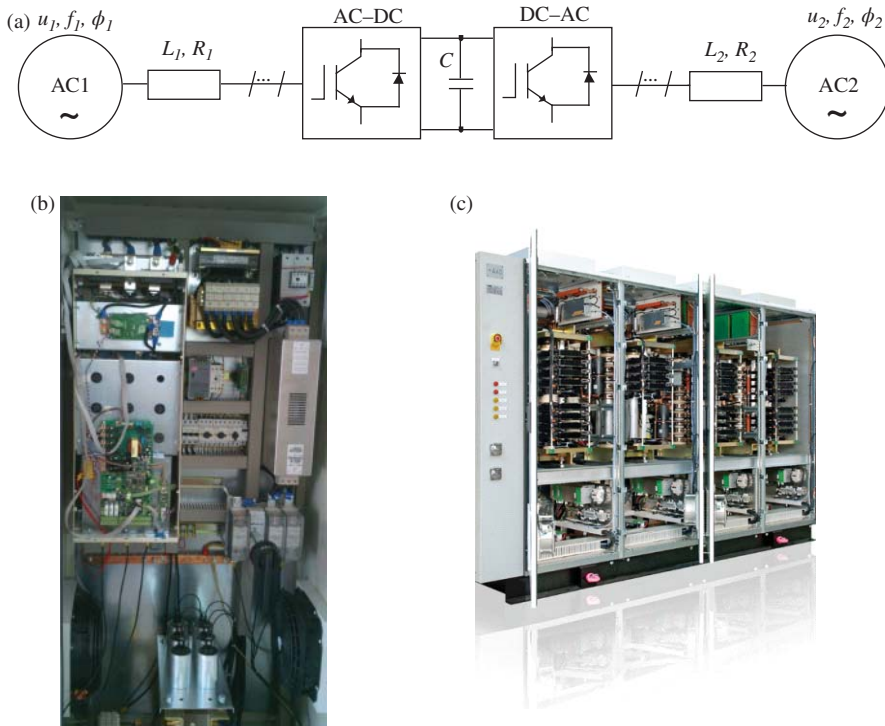 (a) u₁, f₁, ϕ₁ AC–DC DC–AC u₂, f₂, ϕ₂
L₁, R₁ C L₂, R₂
AC1 /.../ /.../ AC2
~ ~
(b) (c)